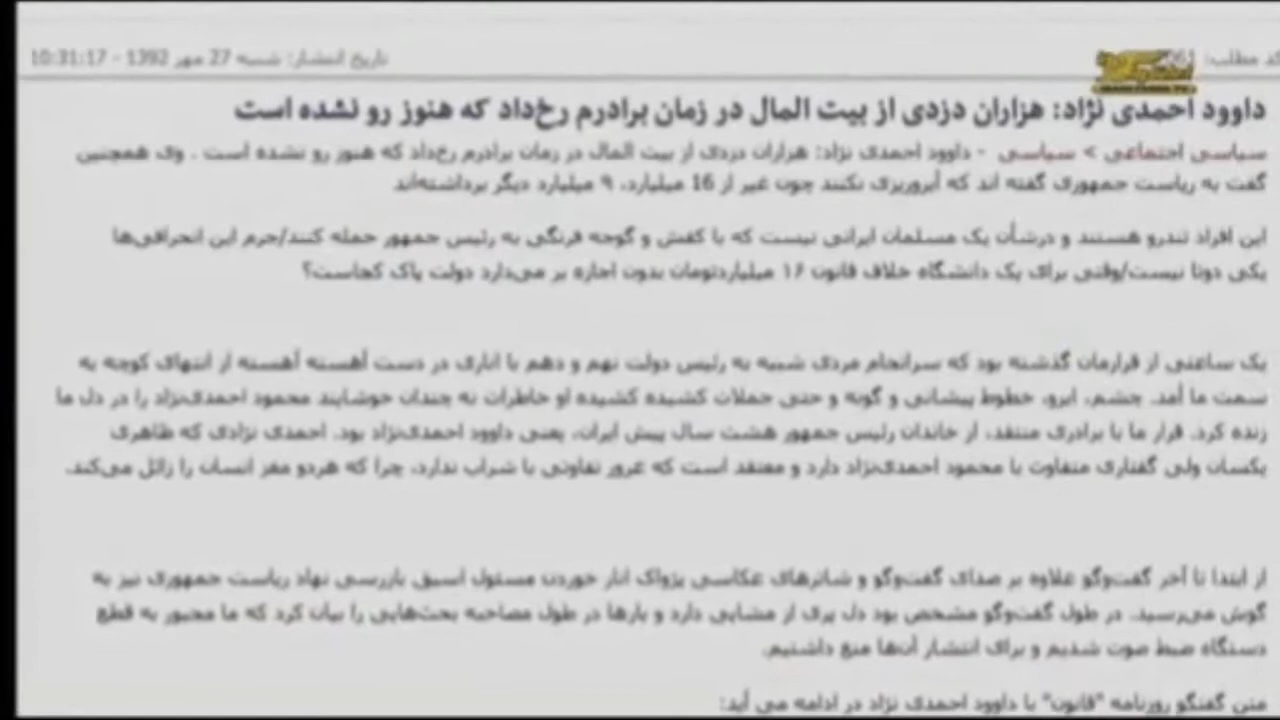 تاریخ انتشار: شنبه 27 مهر 1392 - 10:31:17
کد مطلب:
داوود احمدی نژاد: هزاران دزدی از بیت المال در زمان برادرم رخ‌داد که هنوز رو نشده است
سیاسی اجتماعی > سیاسی - داوود احمدی نژاد: هزاران دزدی از بیت المال در زمان برادرم رخ‌داد که هنوز رو نشده است . وی همچنین
گفت به ریاست جمهوری گفته اند که آبروریزی نکنند چون غیر از 16 میلیارد، ۹ میلیارد دیگر برداشته‌اند
این افراد تندرو هستند و درشأن یک مسلمان ایرانی نیست که با کفش و گوجه فرنگی به رئیس جمهور حمله کنند/جرم این انحرافی‌ها
یکی دوتا نیست/وقتی برای یک دانشگاه خلاف قانون ۱۶ میلیاردتومان بدون اجازه بر می‌دارد دولت پاک کجاست؟
یک ساعتی از قرارمان گذشته بود که سرانجام مردی شبیه به رئیس دولت نهم و دهم با اناری در دست آهسته آهسته از انتهای کوچه به
سمت ما آمد. چشم، ابرو، خطوط پیشانی و گونه و حتی جملات کشیده کشیده او خاطرات نه چندان خوشایند محمود احمدی‌نژاد را در دل ما
زنده کرد. قرار ما با برادری منتقد، از خاندان رئیس جمهور هشت سال پیش ایران، یعنی داوود احمدی‌نژاد بود. احمدی نژادی که ظاهری
یکسان ولی گفتاری متفاوت با محمود احمدی‌نژاد دارد و معتقد است که غرور تفاوتی با شراب ندارد، چرا که هردو مغز انسان را زائل می‌کند.
از ابتدا تا آخر گفت‌وگو علاوه بر صدای گفت‌وگو و شاترهای عکاسی پژواک انار خوردن مسئول اسبق بازرسی نهاد ریاست جمهوری نیز به
گوش می‌رسید. در طول گفت‌وگو مشخص بود دل پری از مشایی دارد و بارها در طول مصاحبه بحث‌هایی را بیان کرد که ما مجبور به قطع
دستگاه ضبط صوت شدیم و برای انتشار آن‌ها منع داشتیم.
متن گفتگو روزنامه "قانون" با داوود احمدی نژاد در ادامه می آید: